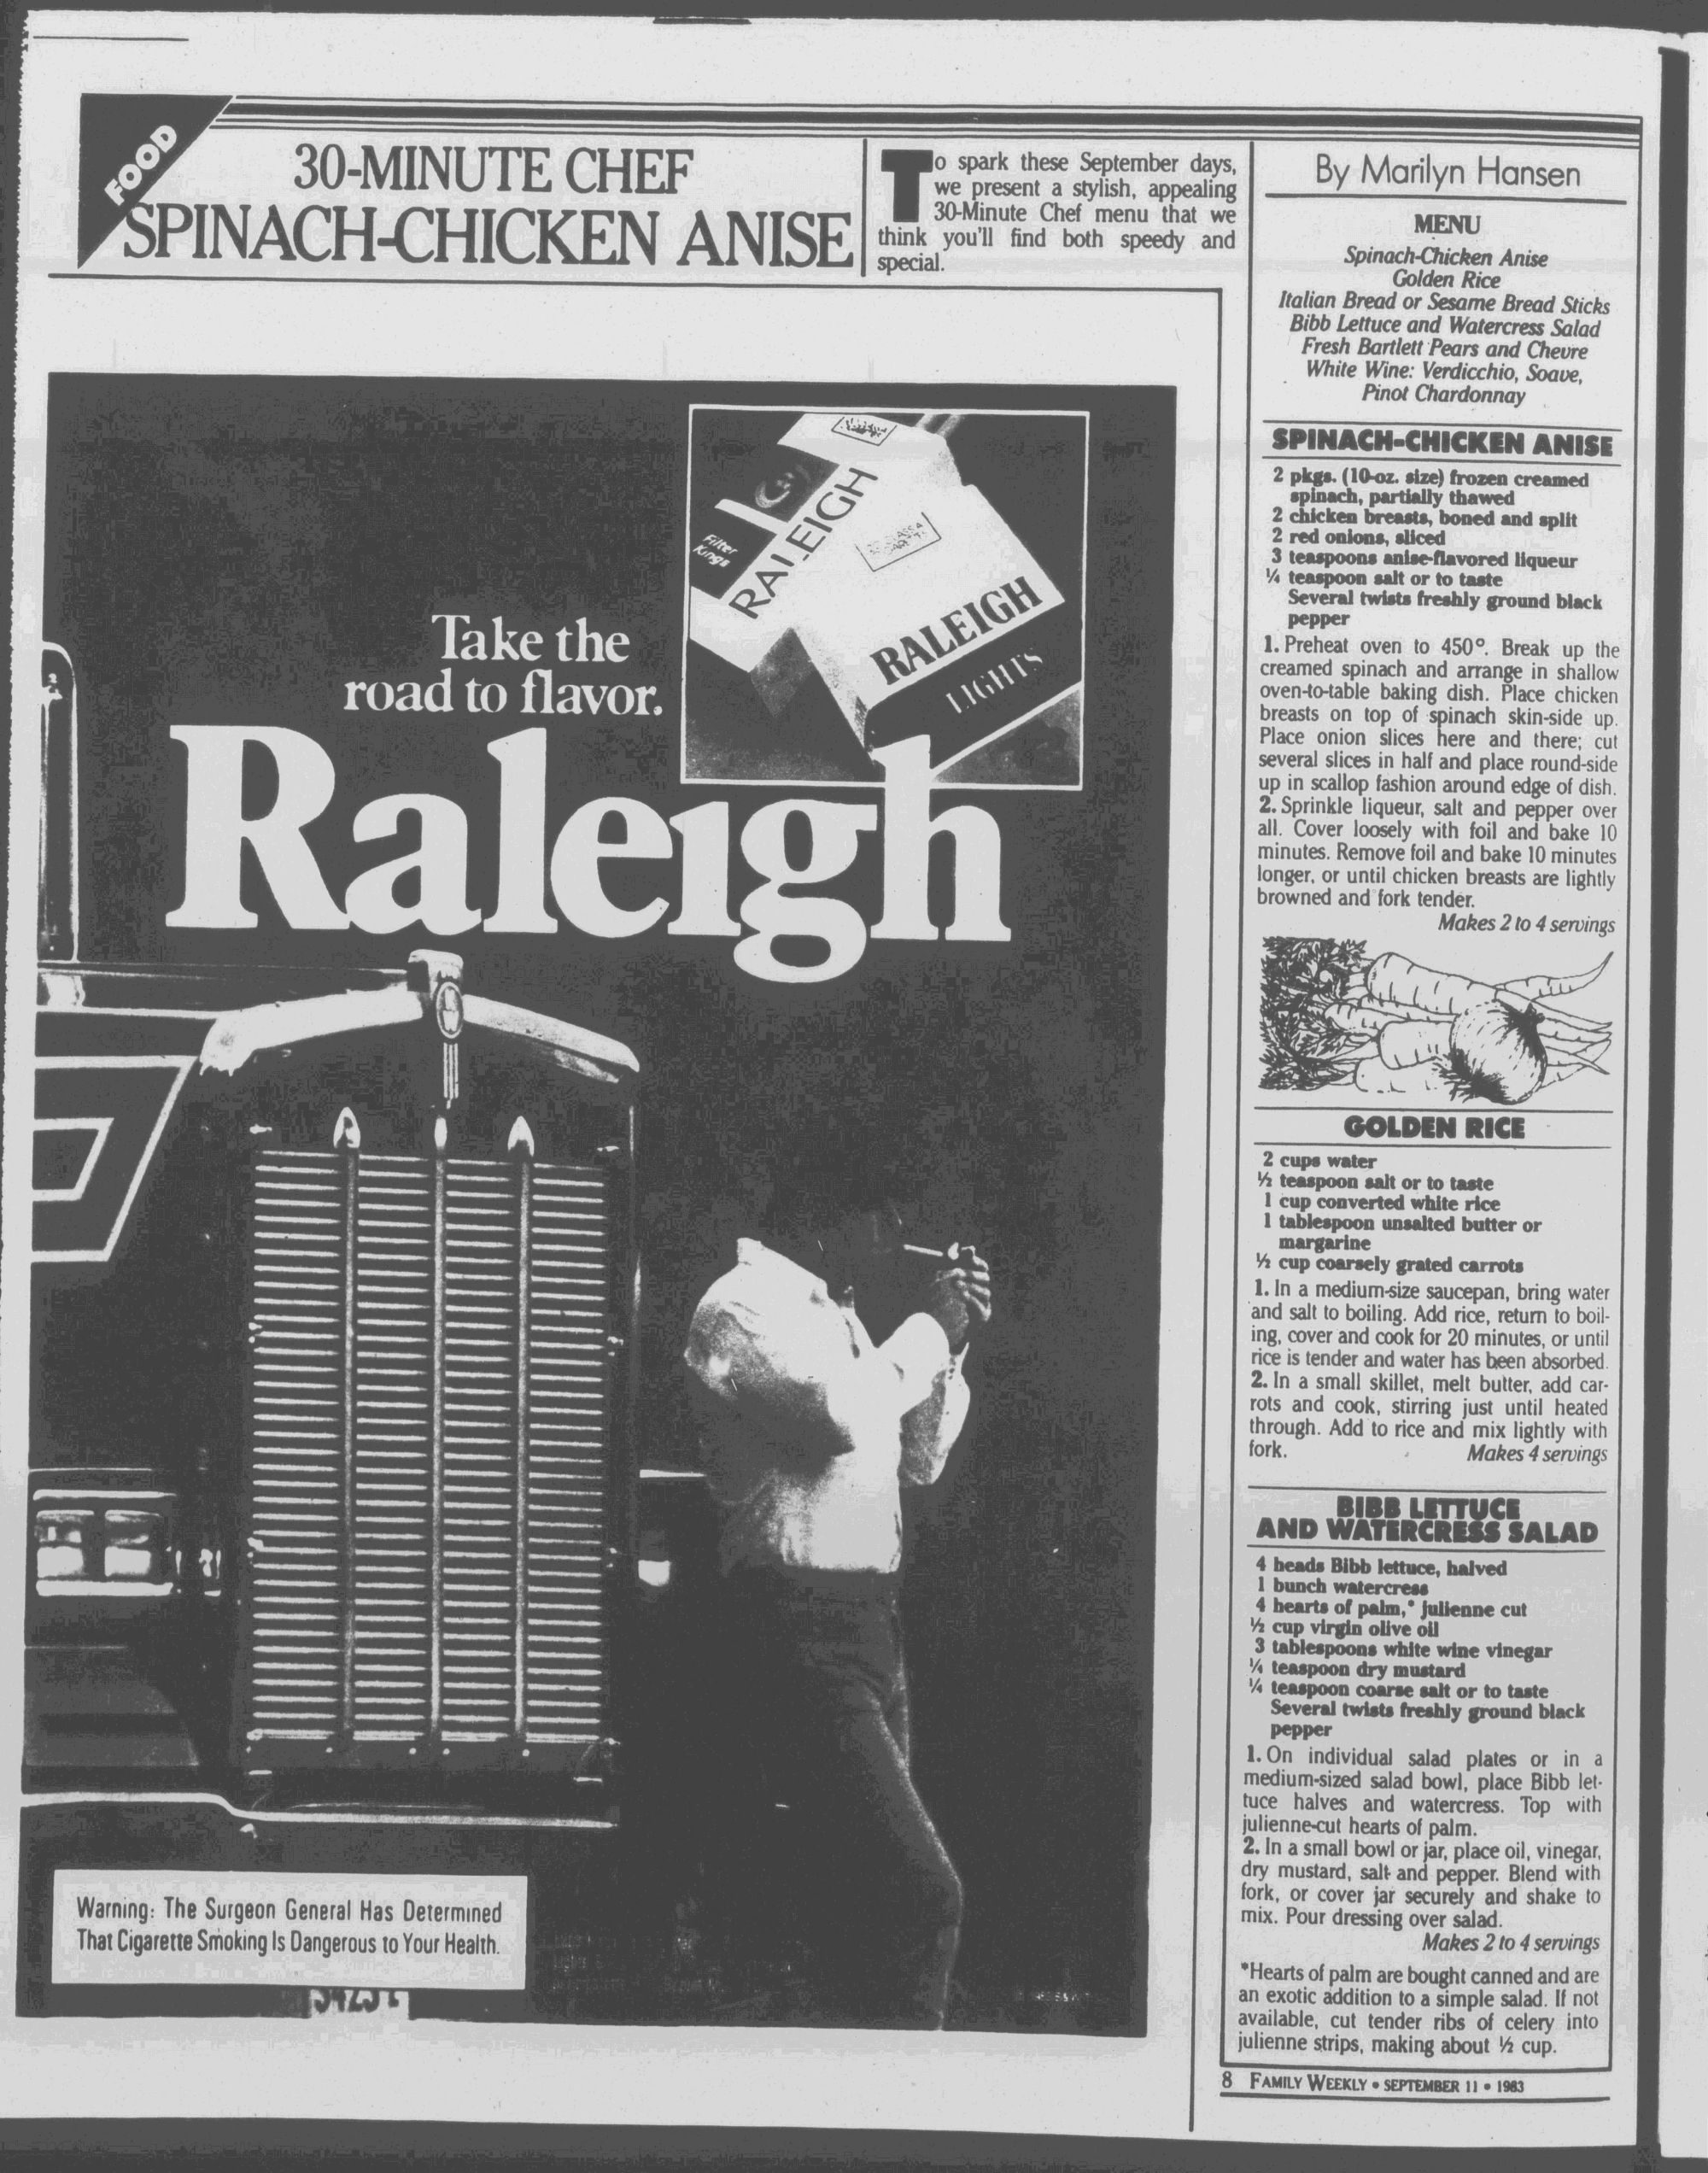 FOOD
30-MINUTE CHEF
SPINACH-CHICKEN ANISE
To spark these September days,
we present a stylish, appealing
30-Minute Chef menu that we
think you'll find both speedy and
special.
By Marilyn Hansen
MENU
Spinach-Chicken Anise
Golden Rice
Italian Bread or Sesame Bread Sticks
Bibb Lettuce and Watercress Salad
Fresh Bartlett Pears and Chevre
White Wine: Verdicchio, Soave,
Pinot Chardonnay
SPINACH-CHICKEN ANISE
2 pkgs. (10-oz. size) frozen creamed
spinach, partially thawed
2 chicken breasts, boned and split
2 red onions, sliced
3 teaspoons anise-flavored liqueur
¼ teaspoon salt or to taste
Several twists freshly ground black
pepper
1. Preheat oven to 450°. Break up the
creamed spinach and arrange in shallow
oven-to-table baking dish. Place chicken
breasts on top of spinach skin-side up.
Place onion slices here and there; cut
several slices in half and place round-side
up in scallop fashion around edge of dish.
2. Sprinkle liqueur, salt and pepper over
all. Cover loosely with foil and bake 10
minutes. Remove foil and bake 10 minutes
longer, or until chicken breasts are lightly
browned and fork tender.
Makes 2 to 4 servings
GOLDEN RICE
2 cups water
½ teaspoon salt or to taste
1 cup converted white rice
1 tablespoon unsalted butter or
margarine
½ cup coarsely grated carrots
1. In a medium-size saucepan, bring water
and salt to boiling. Add rice, return to boil-
ing, cover and cook for 20 minutes, or until
rice is tender and water has been absorbed.
2. In a small skillet, melt butter, add car-
rots and cook, stirring just until heated
through. Add to rice and mix lightly with
fork. Makes 4 servings
BIBB LETTUCE
AND WATERCRESS SALAD
4 heads Bibb lettuce, halved
1 bunch watercress
4 hearts of palm,* julienne cut
½ cup virgin olive oil
3 tablespoons white wine vinegar
¼ teaspoon dry mustard
¼ teaspoon coarse salt or to taste
Several twists freshly ground black
pepper
1. On individual salad plates or in a
medium-sized salad bowl, place Bibb let-
tuce halves and watercress. Top with
julienne-cut hearts of palm.
2. In a small bowl or jar, place oil, vinegar,
dry mustard, salt and pepper. Blend with
fork, or cover jar securely and shake to
mix. Pour dressing over salad.
Makes 2 to 4 servings
*Hearts of palm are bought canned and are
an exotic addition to a simple salad. If not
available, cut tender ribs of celery into
julienne strips, making about ½ cup.
8 FAMILY WEEKLY • SEPTEMBER 11 • 1983
Filter
Kings
RALEIGH
RALEIGH
LIGHTS
Take the
road to flavor.
Raleigh
Warning: The Surgeon General Has Determined
That Cigarette Smoking Is Dangerous to Your Health.